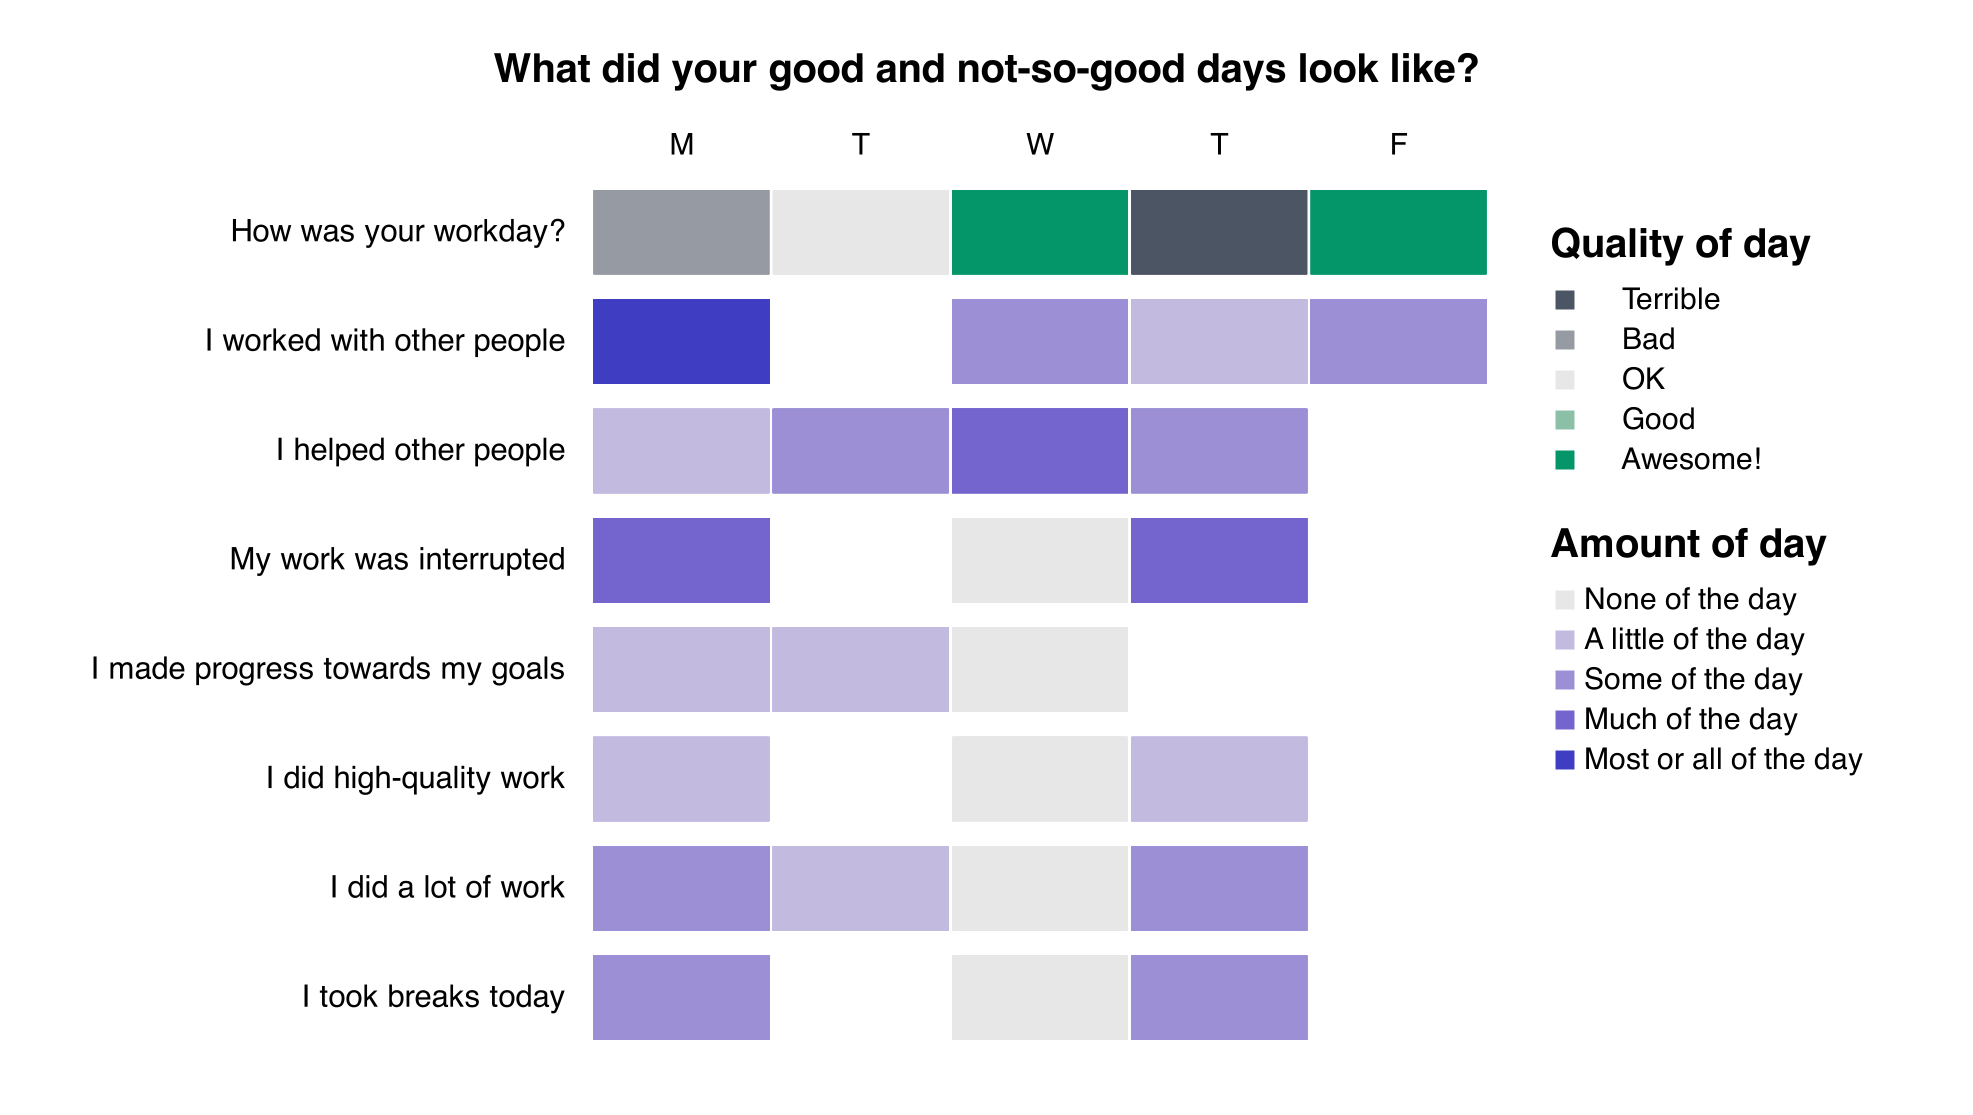 What did your good and not-so-good days look like?
M T W T F
How was your workday?
I worked with other people
I helped other people
My work was interrupted
I made progress towards my goals
I did high-quality work
I did a lot of work
I took breaks today
Quality of day
Terrible
Bad
OK
Good
Awesome!
Amount of day
None of the day
A little of the day
Some of the day
Much of the day
Most or all of the day